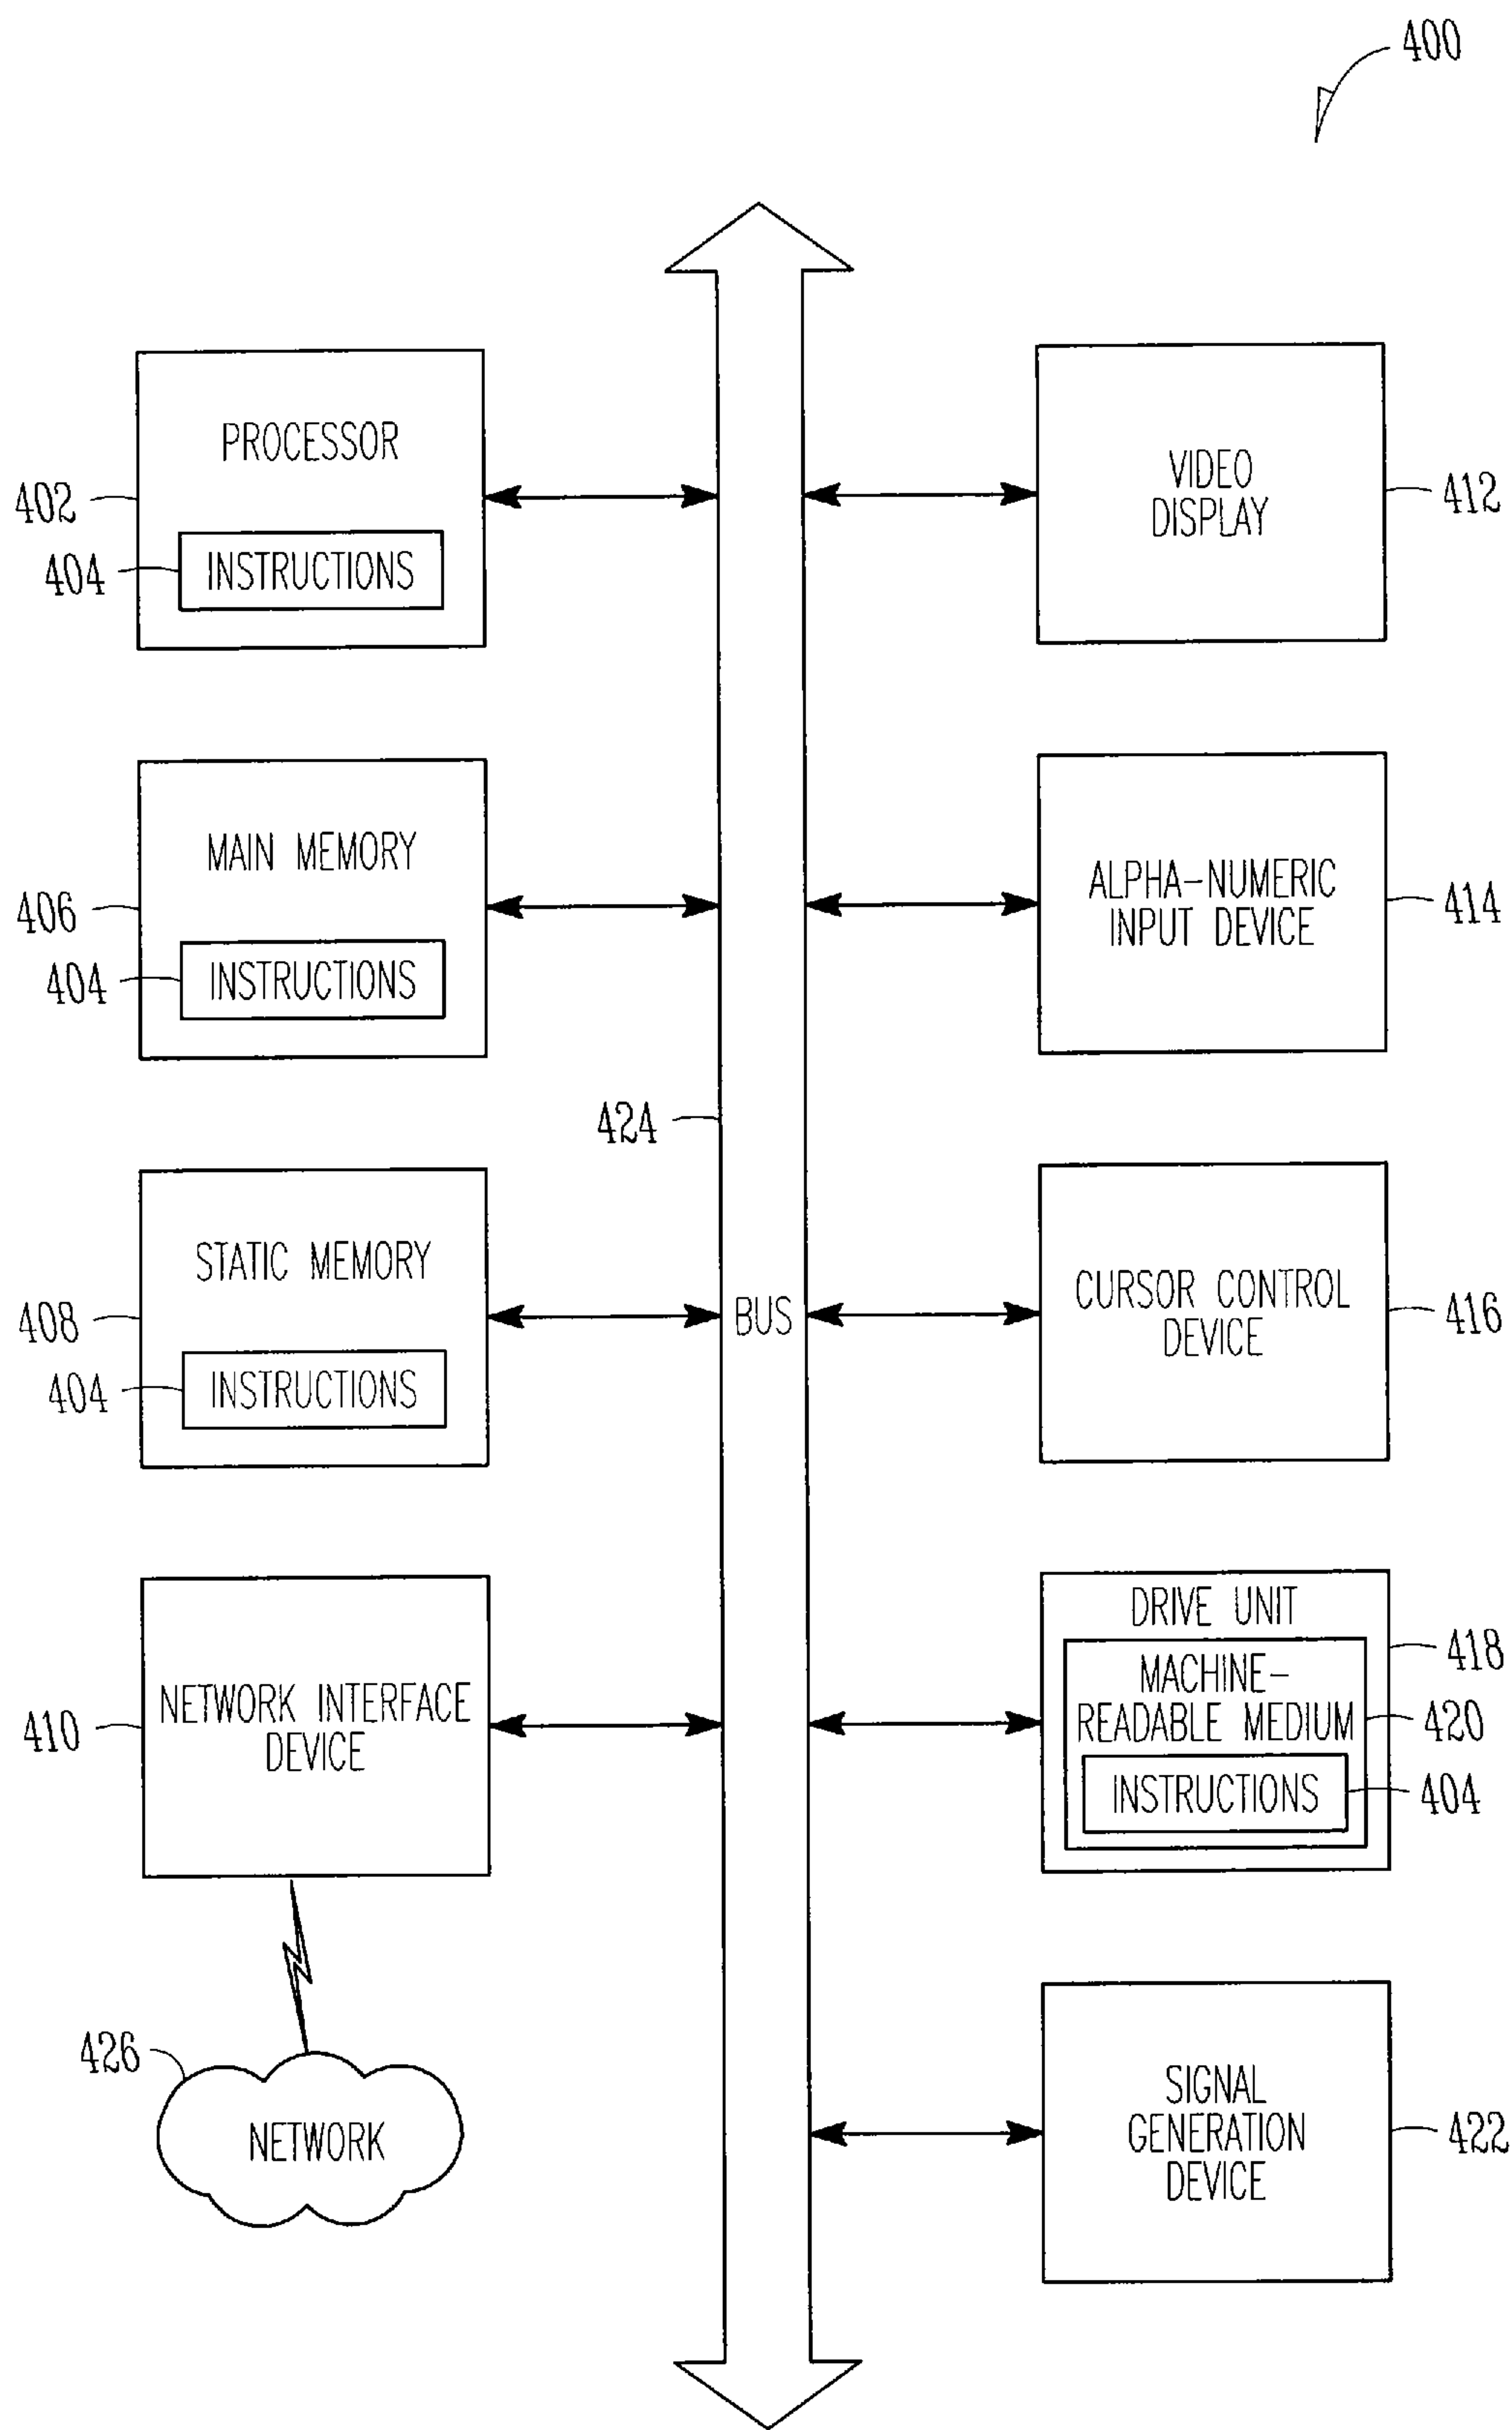 400
PROCESSOR
402
404
INSTRUCTIONS
VIDEO
DISPLAY
412
MAIN MEMORY
406
404
INSTRUCTIONS
ALPHA-NUMERIC
INPUT DEVICE
414
424
STATIC MEMORY
408
404
INSTRUCTIONS
BUS
CURSOR CONTROL
DEVICE
416
NETWORK INTERFACE
DEVICE
410
DRIVE UNIT
418
MACHINE-
READABLE MEDIUM
420
INSTRUCTIONS
404
426
NETWORK
SIGNAL
GENERATION
DEVICE
422